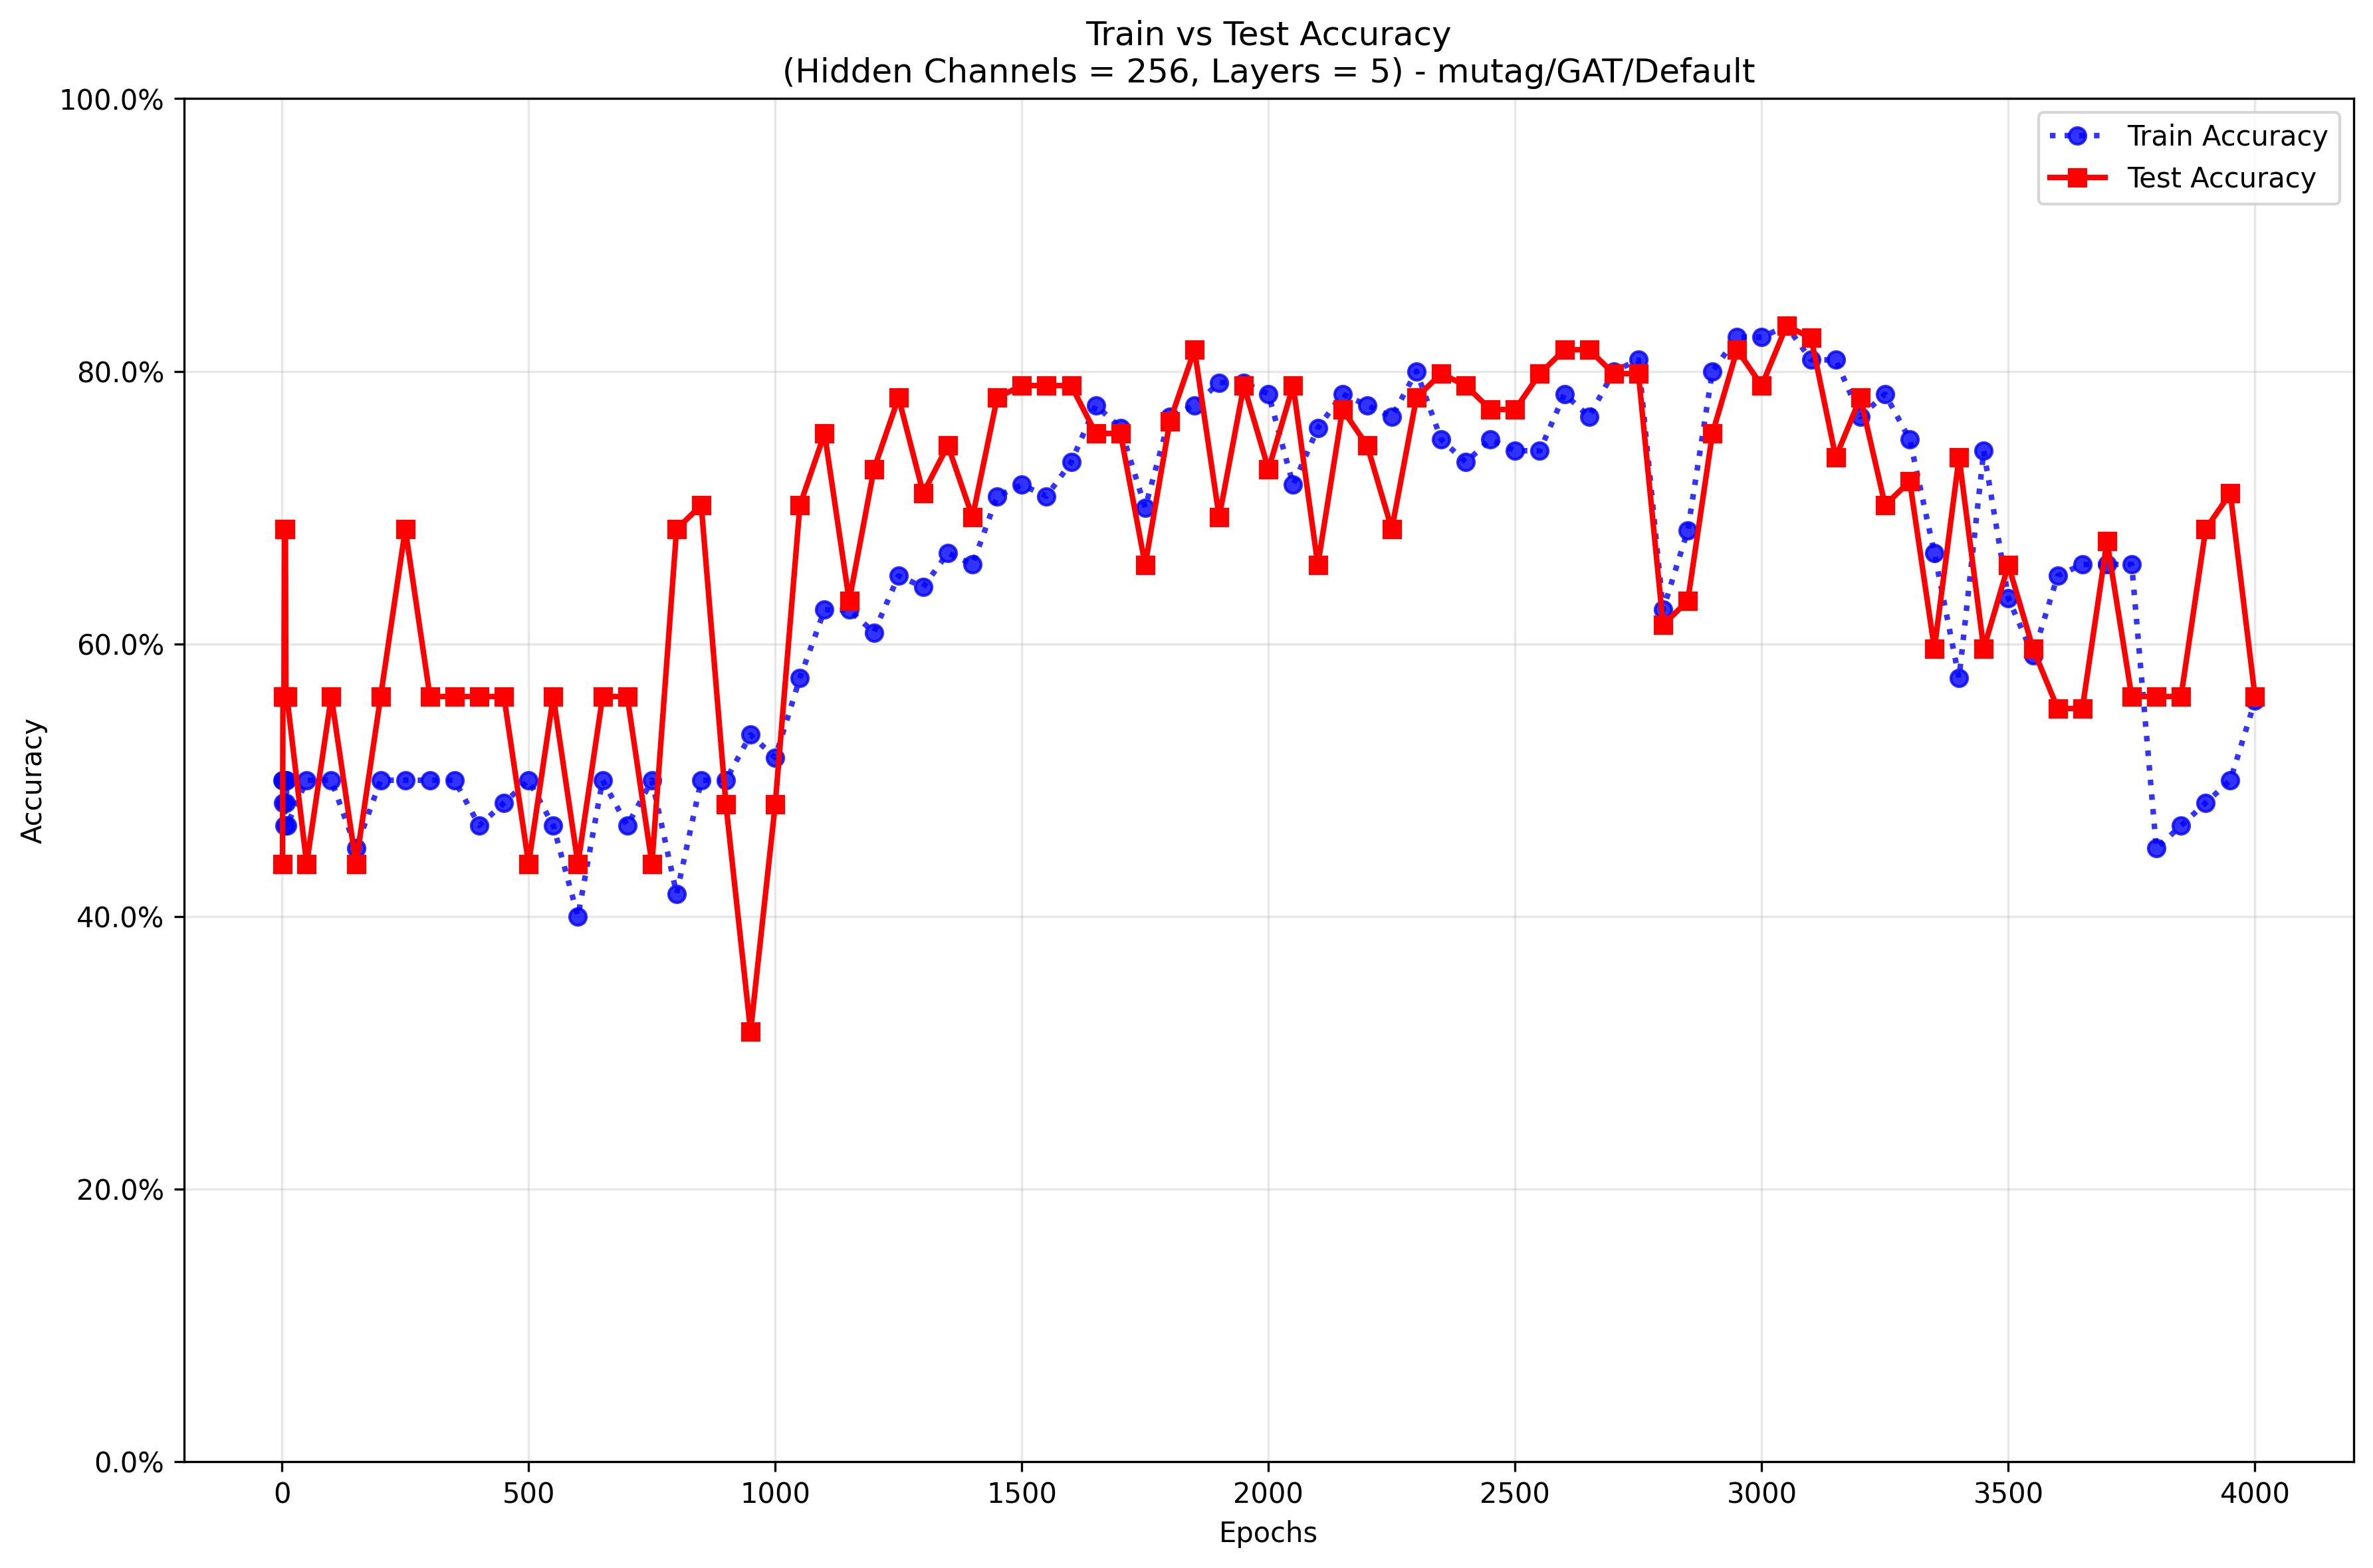 Train vs Test Accuracy
(Hidden Channels = 256, Layers = 5) - mutag/GAT/Default
100.0%
80.0%
60.0%
40.0%
20.0%
0.0%
Accuracy
Train Accuracy
Test Accuracy
0 500 1000 1500 2000 2500 3000 3500 4000
Epochs